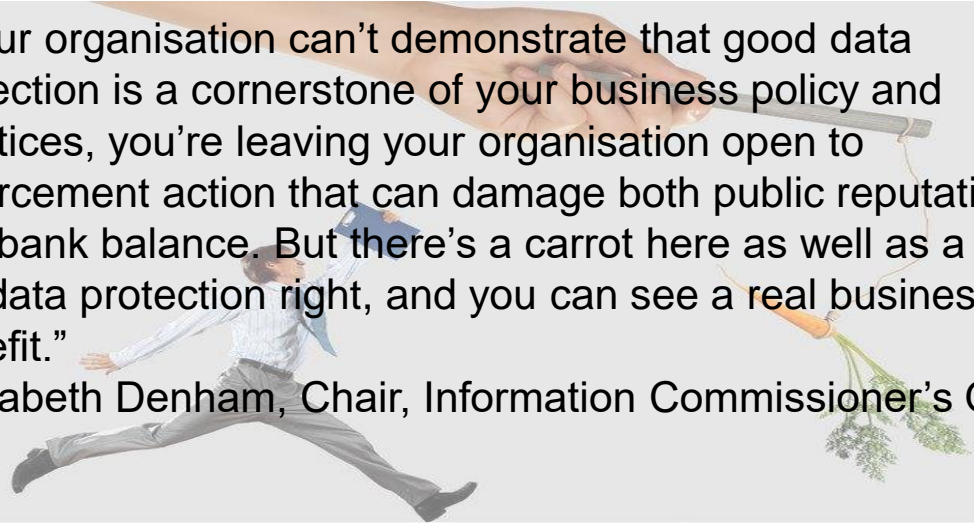 ur organisation can’t demonstrate that good data
ection is a cornerstone of your business policy and
tices, you’re leaving your organisation open to
rcement action that can damage both public reputati
bank balance. But there’s a carrot here as well as a
data protection right, and you can see a real busines
efit.”
abeth Denham, Chair, Information Commissioner’s